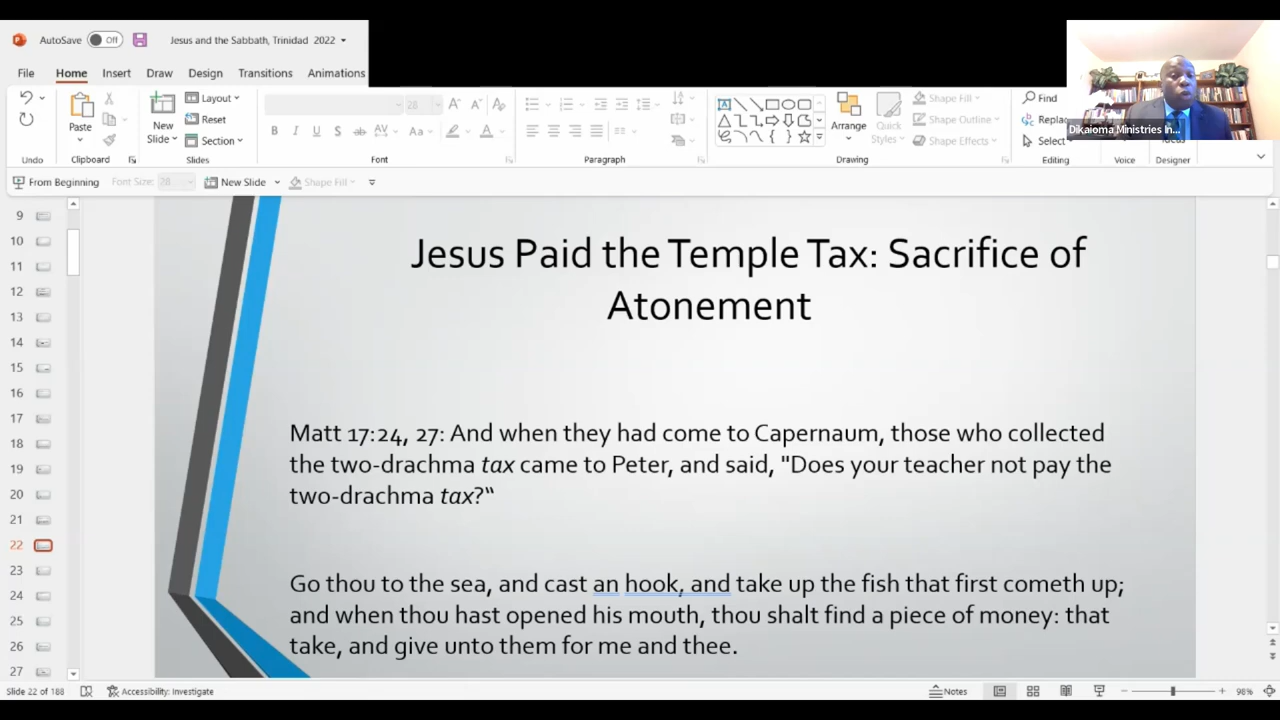 AutoSave Off Jesus and the Sabbath, Trinidad 2022
File Home Insert Draw Design Transitions Animations
Paste
New Slide
Layout
Reset
Section
28
B I U S ab AV Aa A
Arrange
Quick Styles
Shape Fill
Shape Outline
Shape Effects
Find
Select
Dikaioma Ministries In...
Undo Clipboard Slides Font Paragraph Drawing Editing Voice Designer
From Beginning Font Size: 28 New Slide Shape Fill
9
10
11
12
13
14
15
16
17
18
19
20
21
22
23
24
25
26
27
Jesus Paid the Temple Tax: Sacrifice of
Atonement
Matt 17:24, 27: And when they had come to Capernaum, those who collected
the two-drachma tax came to Peter, and said, "Does your teacher not pay the
two-drachma tax?“
Go thou to the sea, and cast an hook, and take up the fish that first cometh up;
and when thou hast opened his mouth, thou shalt find a piece of money: that
take, and give unto them for me and thee.
Slide 22 of 188 Accessibility: Investigate Notes 98%